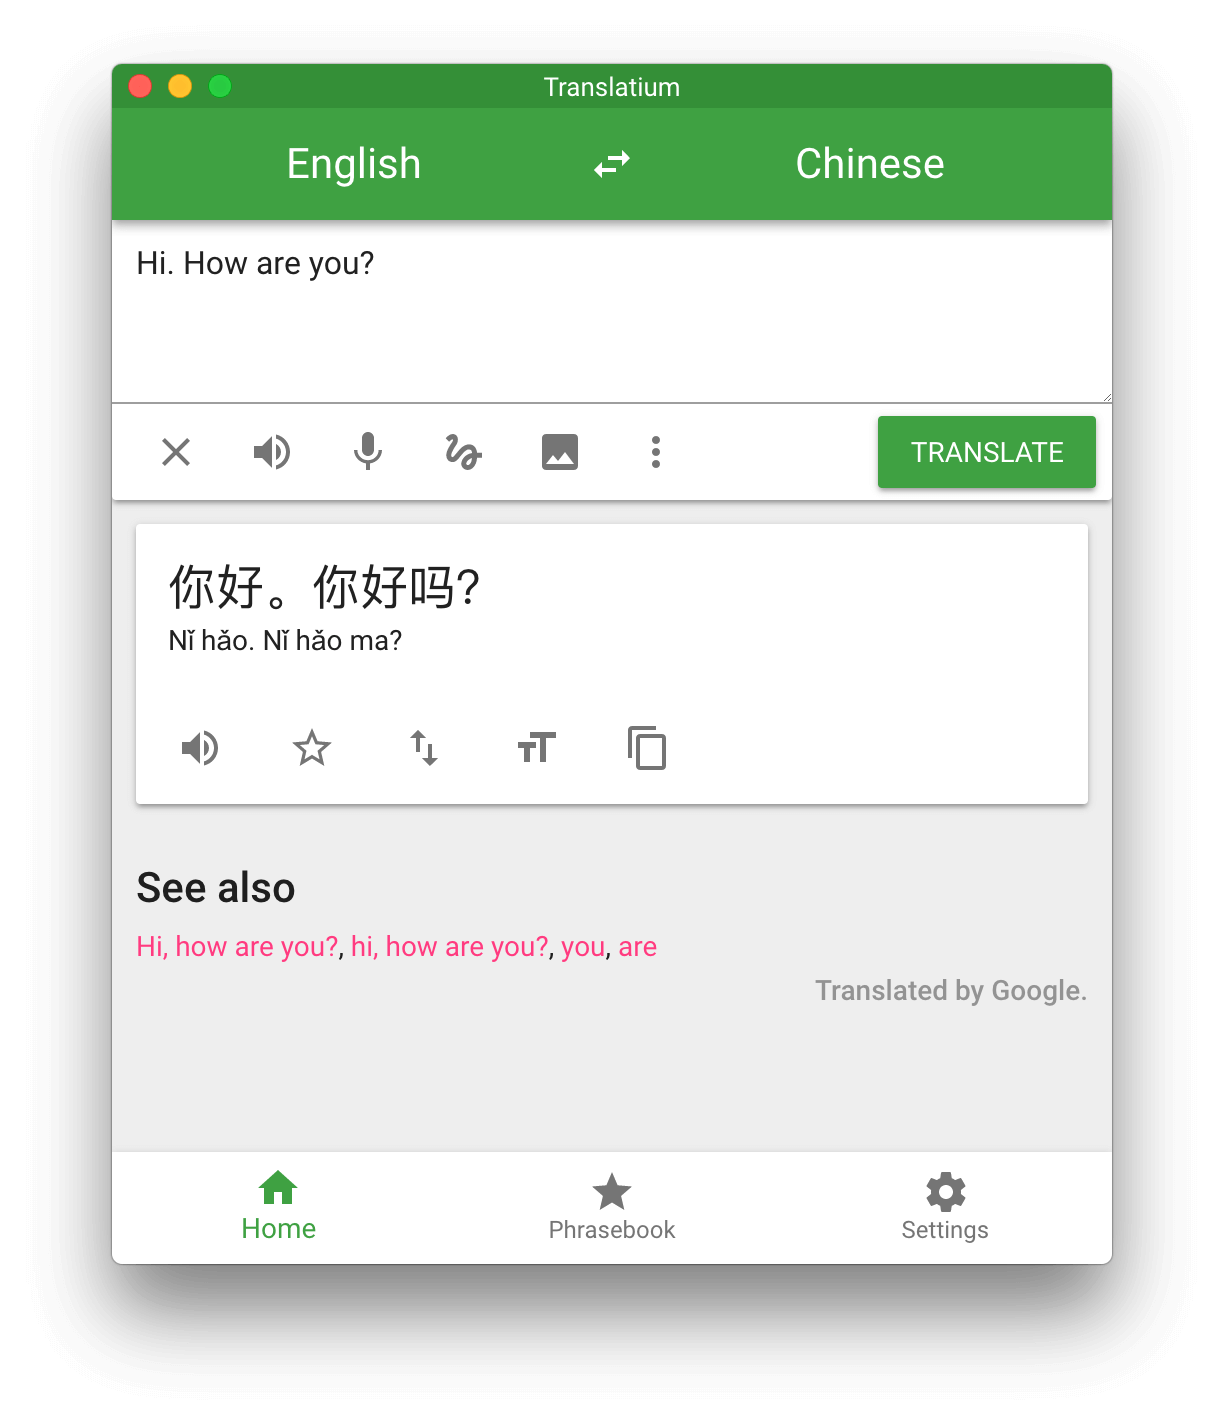 Translatium
English Chinese
Hi. How are you?
TRANSLATE
你好。你好吗?
Nǐ hǎo. Nǐ hǎo ma?
See also
Hi, how are you?, hi, how are you?, you, are
Translated by Google.
Home Phrasebook Settings